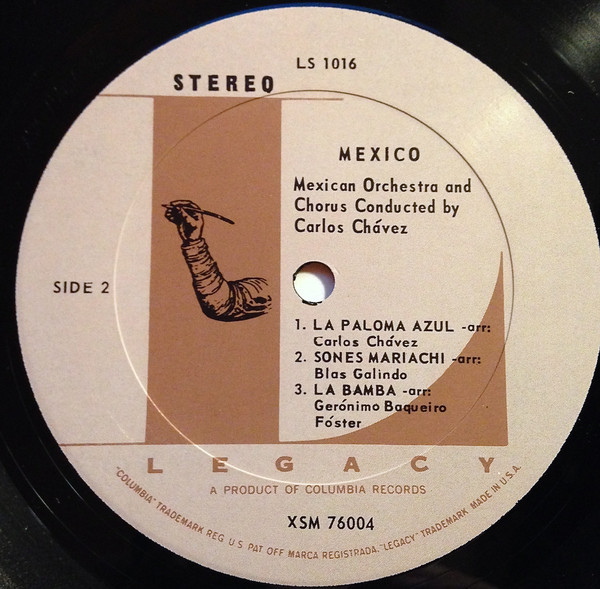 LS 1016
STEREO
MEXICO
Mexican Orchestra and
Chorus Conducted by
Carlos Chávez
SIDE 2
1. LA PALOMA AZUL -arr:
Carlos Chávez
2. SONES MARIACHI -arr:
Blas Galindo
3. LA BAMBA -arr:
Gerónimo Baqueiro
Fóster
LEGACY
A PRODUCT OF COLUMBIA RECORDS
XSM 76004
"COLUMBIA" TRADEMARK REG U S PAT OFF MARCA REGISTRADA. "LEGACY" TRADEMARK MADE IN U.S.A.